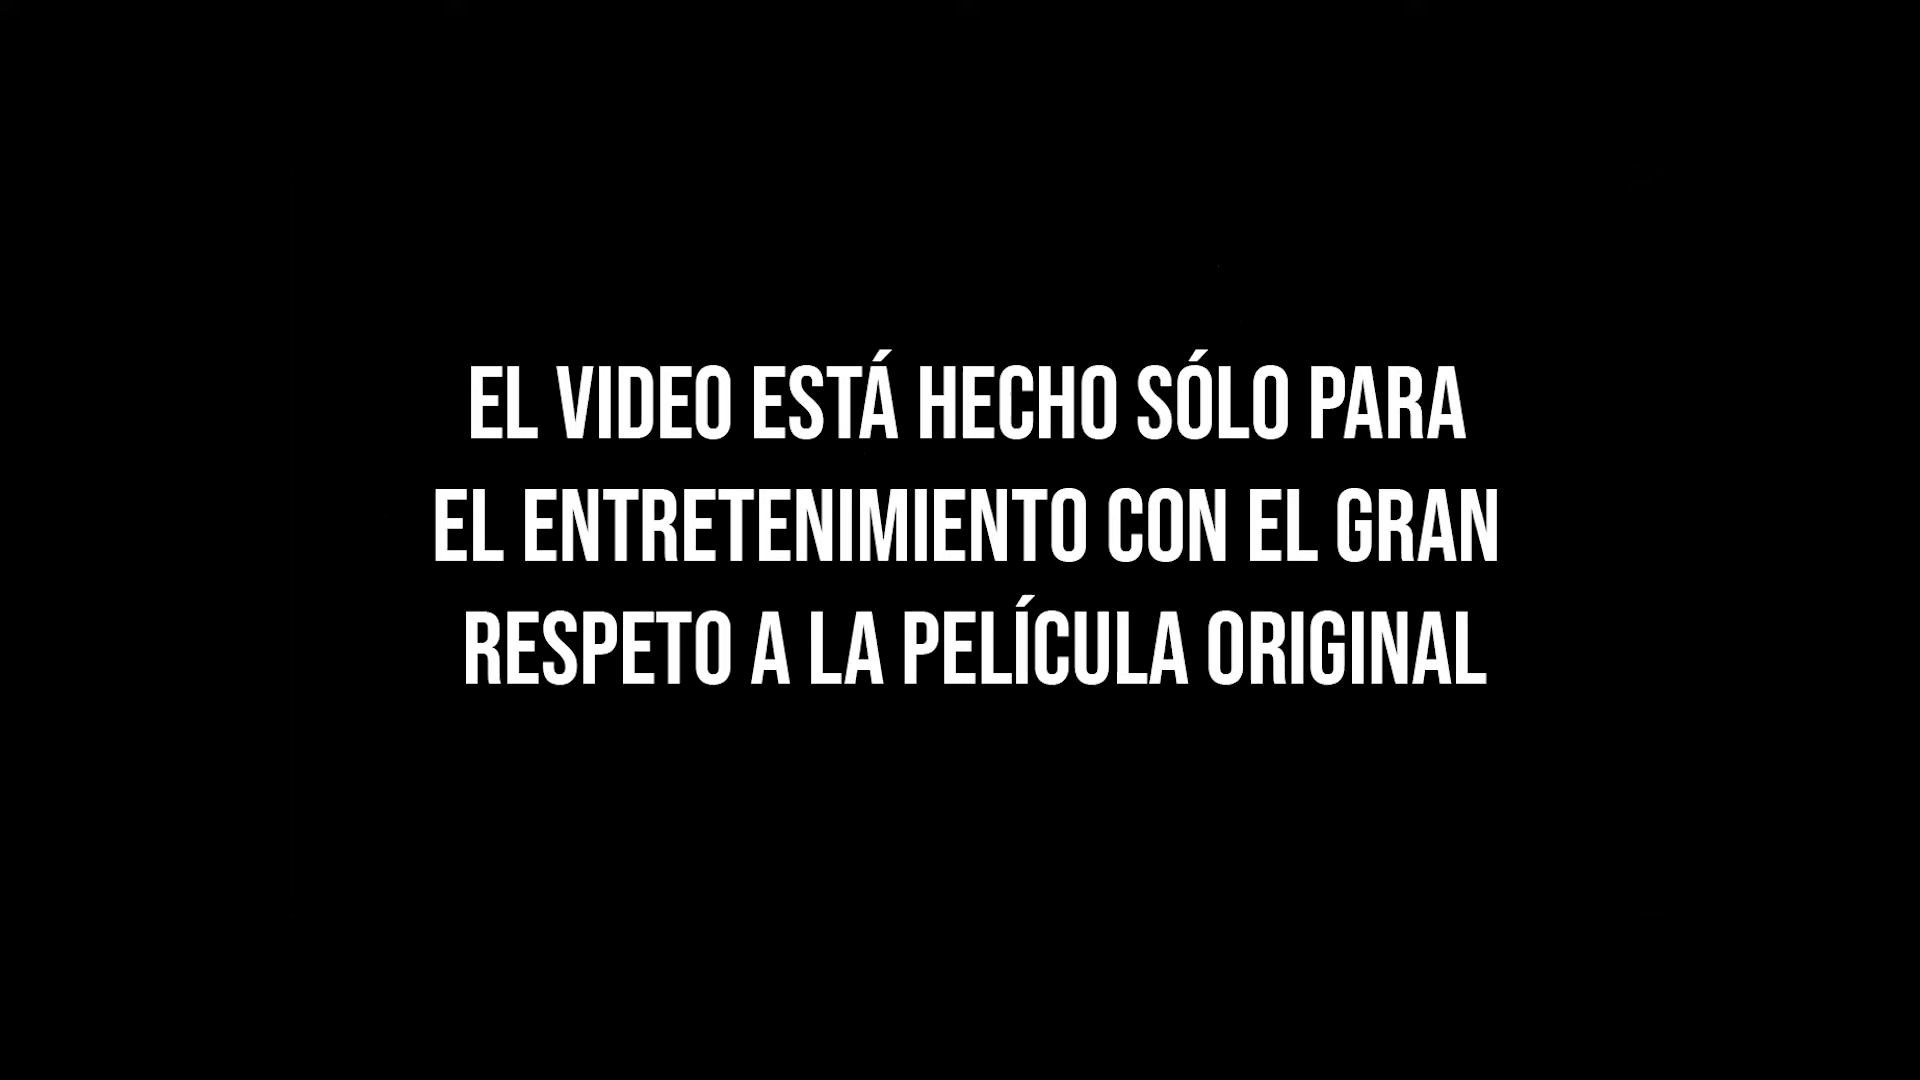 EL VIDEO ESTÁ HECHO SÓLO PARA
EL ENTRETENIMIENTO CON EL GRAN
RESPETO A LA PELÍCULA ORIGINAL